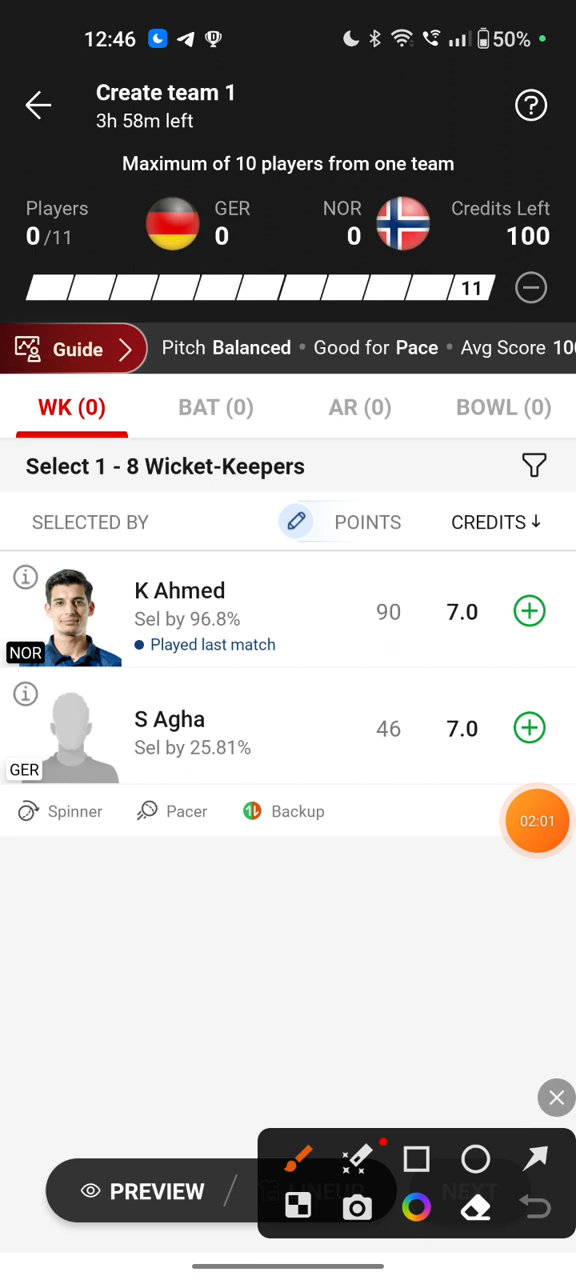 12:46
50%
Create team 1
3h 58m left
Maximum of 10 players from one team
Players GER NOR Credits Left
0/11 0 0 100
11
Guide Pitch Balanced • Good for Pace • Avg Score 100
WK (0) BAT (0) AR (0) BOWL (0)
Select 1 - 8 Wicket-Keepers
SELECTED BY POINTS CREDITS ↓
K Ahmed
Sel by 96.8% 90 7.0
Played last match
NOR
S Agha
Sel by 25.81% 46 7.0
GER
Spinner Pacer Backup
02:01
PREVIEW LINEUP NEXT